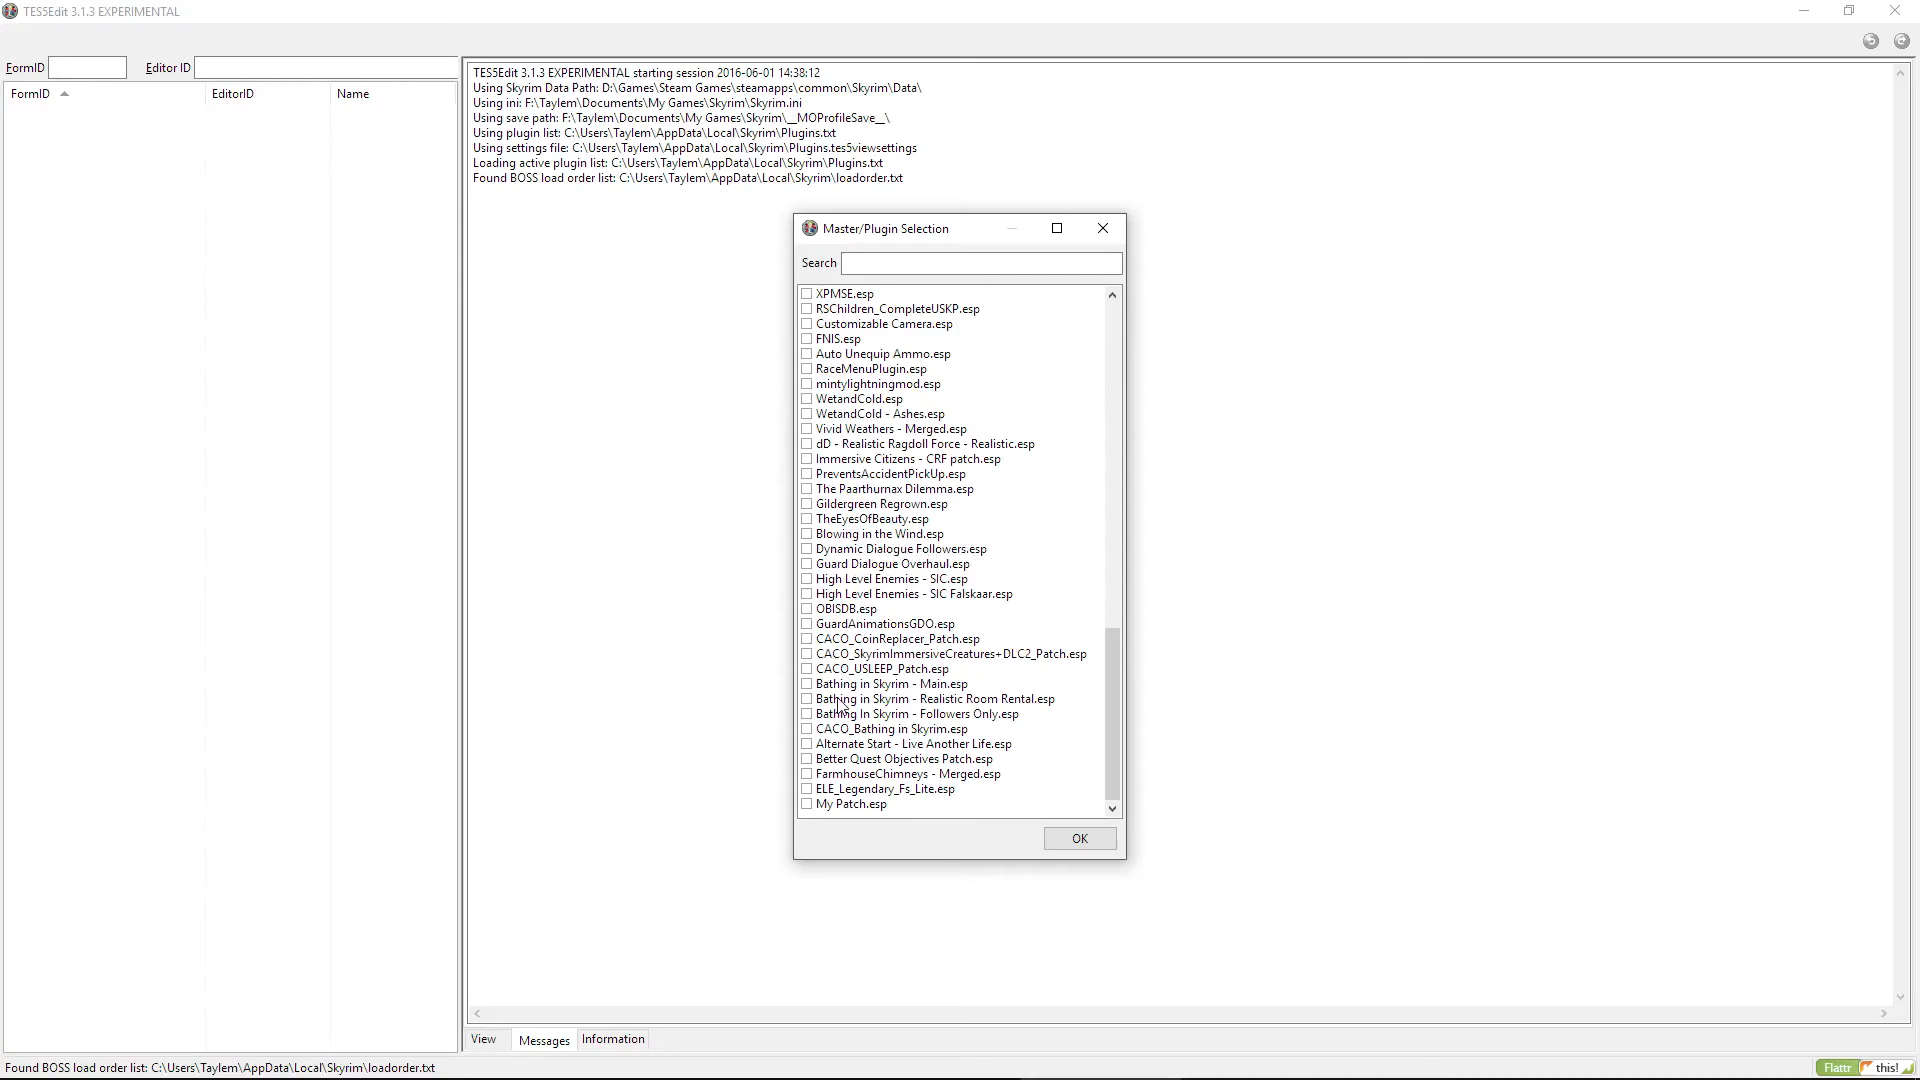 TES5Edit 3.1.3 EXPERIMENTAL
FormID
Editor ID
FormID
EditorID
Name
TES5Edit 3.1.3 EXPERIMENTAL starting session 2016-06-01 14:38:12
Using Skyrim Data Path: D:\Games\Steam Games\steamapps\common\Skyrim\Data\
Using ini: F:\Taylem\Documents\My Games\Skyrim\Skyrim.ini
Using save path: F:\Taylem\Documents\My Games\Skyrim\__MOProfileSave__\
Using plugin list: C:\Users\Taylem\AppData\Local\Skyrim\Plugins.txt
Using settings file: C:\Users\Taylem\AppData\Local\Skyrim\Plugins.tes5viewsettings
Loading active plugin list: C:\Users\Taylem\AppData\Local\Skyrim\Plugins.txt
Found BOSS load order list: C:\Users\Taylem\AppData\Local\Skyrim\loadorder.txt
Master/Plugin Selection
Search
XPMSE.esp
RSChildren_CompleteUSKP.esp
Customizable Camera.esp
FNIS.esp
Auto Unequip Ammo.esp
RaceMenuPlugin.esp
mintylightningmod.esp
WetandCold.esp
WetandCold - Ashes.esp
Vivid Weathers - Merged.esp
dD - Realistic Ragdoll Force - Realistic.esp
Immersive Citizens - CRF patch.esp
PreventsAccidentPickUp.esp
The Paarthurnax Dilemma.esp
Gildergreen Regrown.esp
TheEyesOfBeauty.esp
Blowing in the Wind.esp
Dynamic Dialogue Followers.esp
Guard Dialogue Overhaul.esp
High Level Enemies - SIC.esp
High Level Enemies - SIC Falskaar.esp
OBISDB.esp
GuardAnimationsGDO.esp
CACO_CoinReplacer_Patch.esp
CACO_SkyrimImmersiveCreatures+DLC2_Patch.esp
CACO_USLEEP_Patch.esp
Bathing in Skyrim - Main.esp
Bathing in Skyrim - Realistic Room Rental.esp
Bathing In Skyrim - Followers Only.esp
CACO_Bathing in Skyrim.esp
Alternate Start - Live Another Life.esp
Better Quest Objectives Patch.esp
FarmhouseChimneys - Merged.esp
ELE_Legendary_Fs_Lite.esp
My Patch.esp
OK
View
Messages
Information
Found BOSS load order list: C:\Users\Taylem\AppData\Local\Skyrim\loadorder.txt
Flattr this!